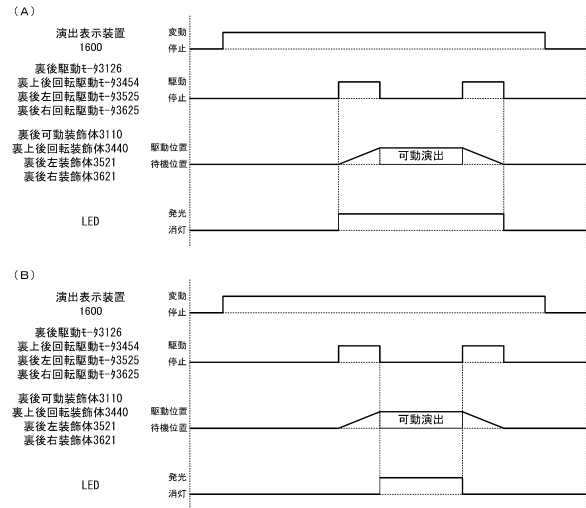 (A)
演出表示装置
1600
変動
停止
裏後駆動ﾓｰﾀ3126
裏上後回転駆動ﾓｰﾀ3454
裏後左回転駆動ﾓｰﾀ3525
裏後右回転駆動ﾓｰﾀ3625
駆動
停止
裏後可動装飾体3110
裏上後回転装飾体3440
裏後左装飾体3521
裏後右装飾体3621
駆動位置
待機位置
可動演出
LED
発光
消灯
(B)
演出表示装置
1600
変動
停止
裏後駆動ﾓｰﾀ3126
裏上後回転駆動ﾓｰﾀ3454
裏後左回転駆動ﾓｰﾀ3525
裏後右回転駆動ﾓｰﾀ3625
駆動
停止
裏後可動装飾体3110
裏上後回転装飾体3440
裏後左装飾体3521
裏後右装飾体3621
駆動位置
待機位置
可動演出
LED
発光
消灯